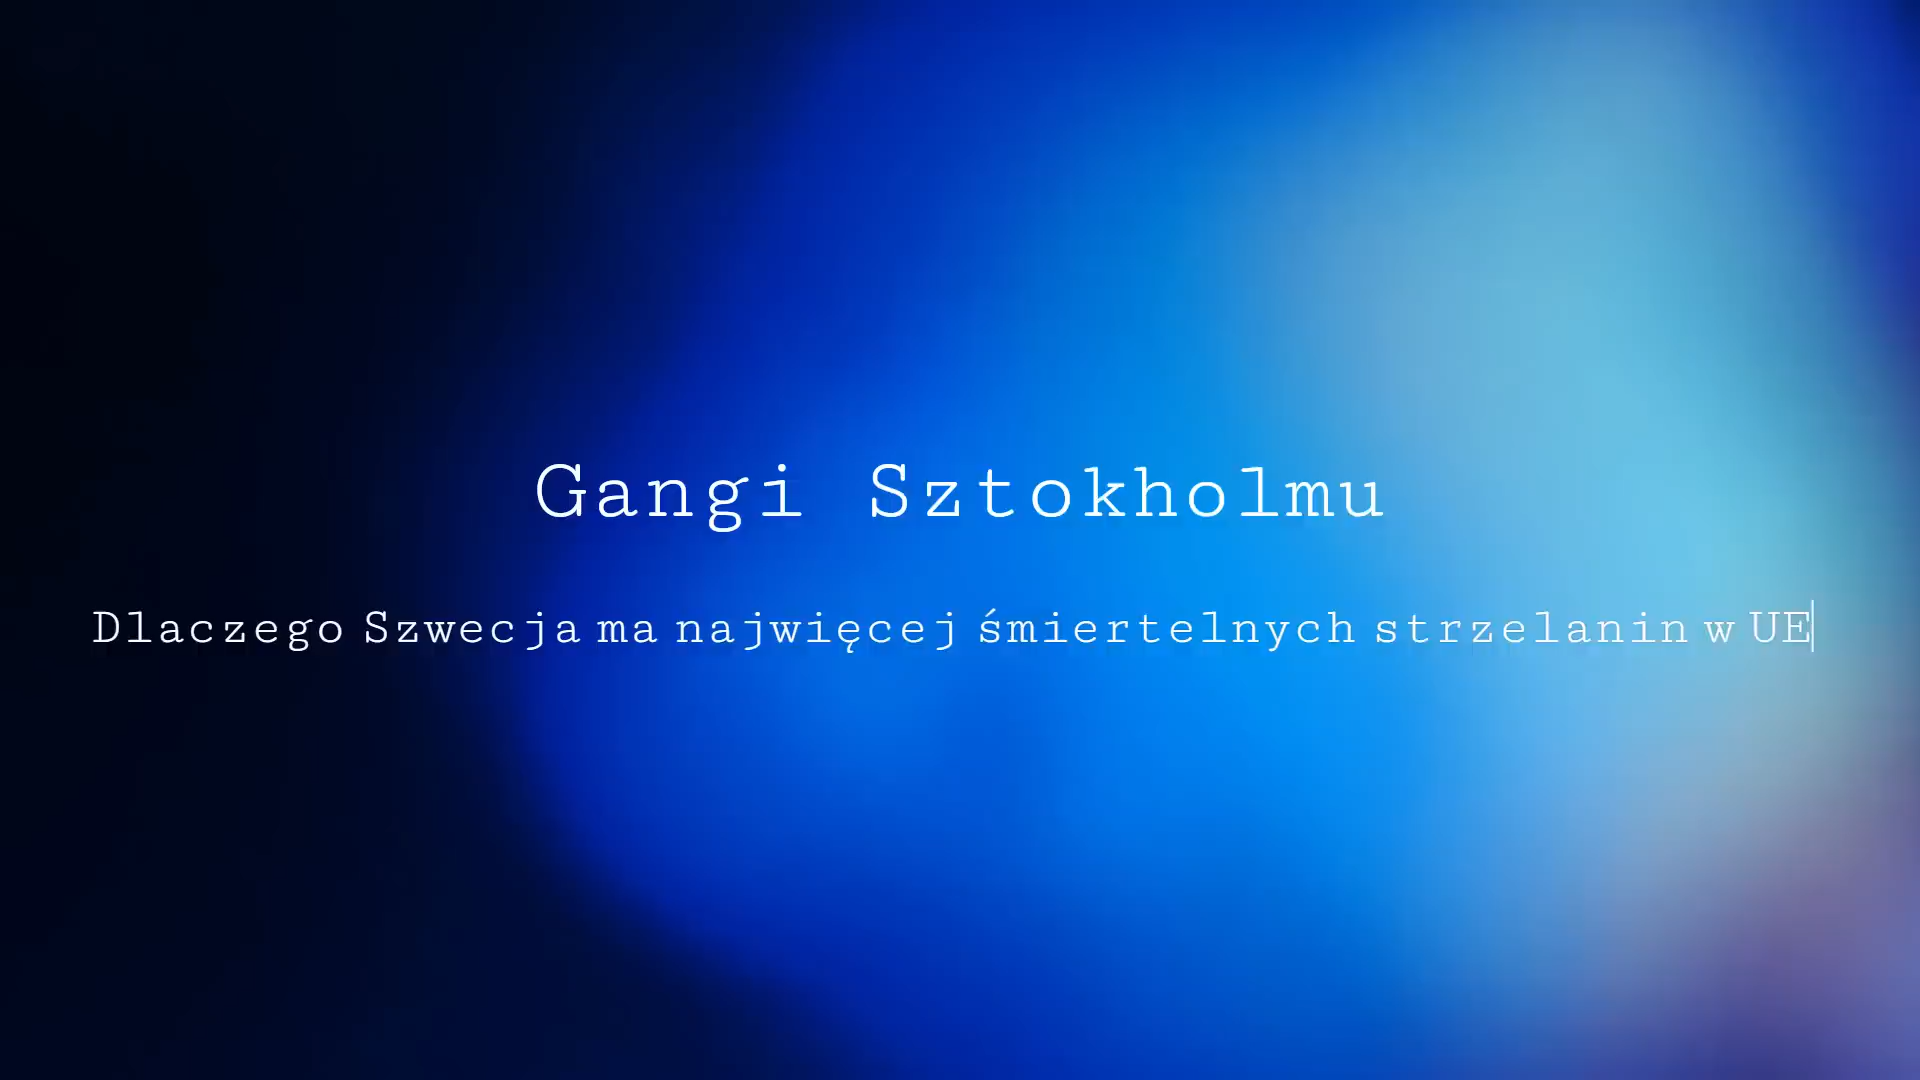 Gangi Sztokholmu
Dlaczego Szwecja ma najwięcej śmiertelnych strzelanin w UE